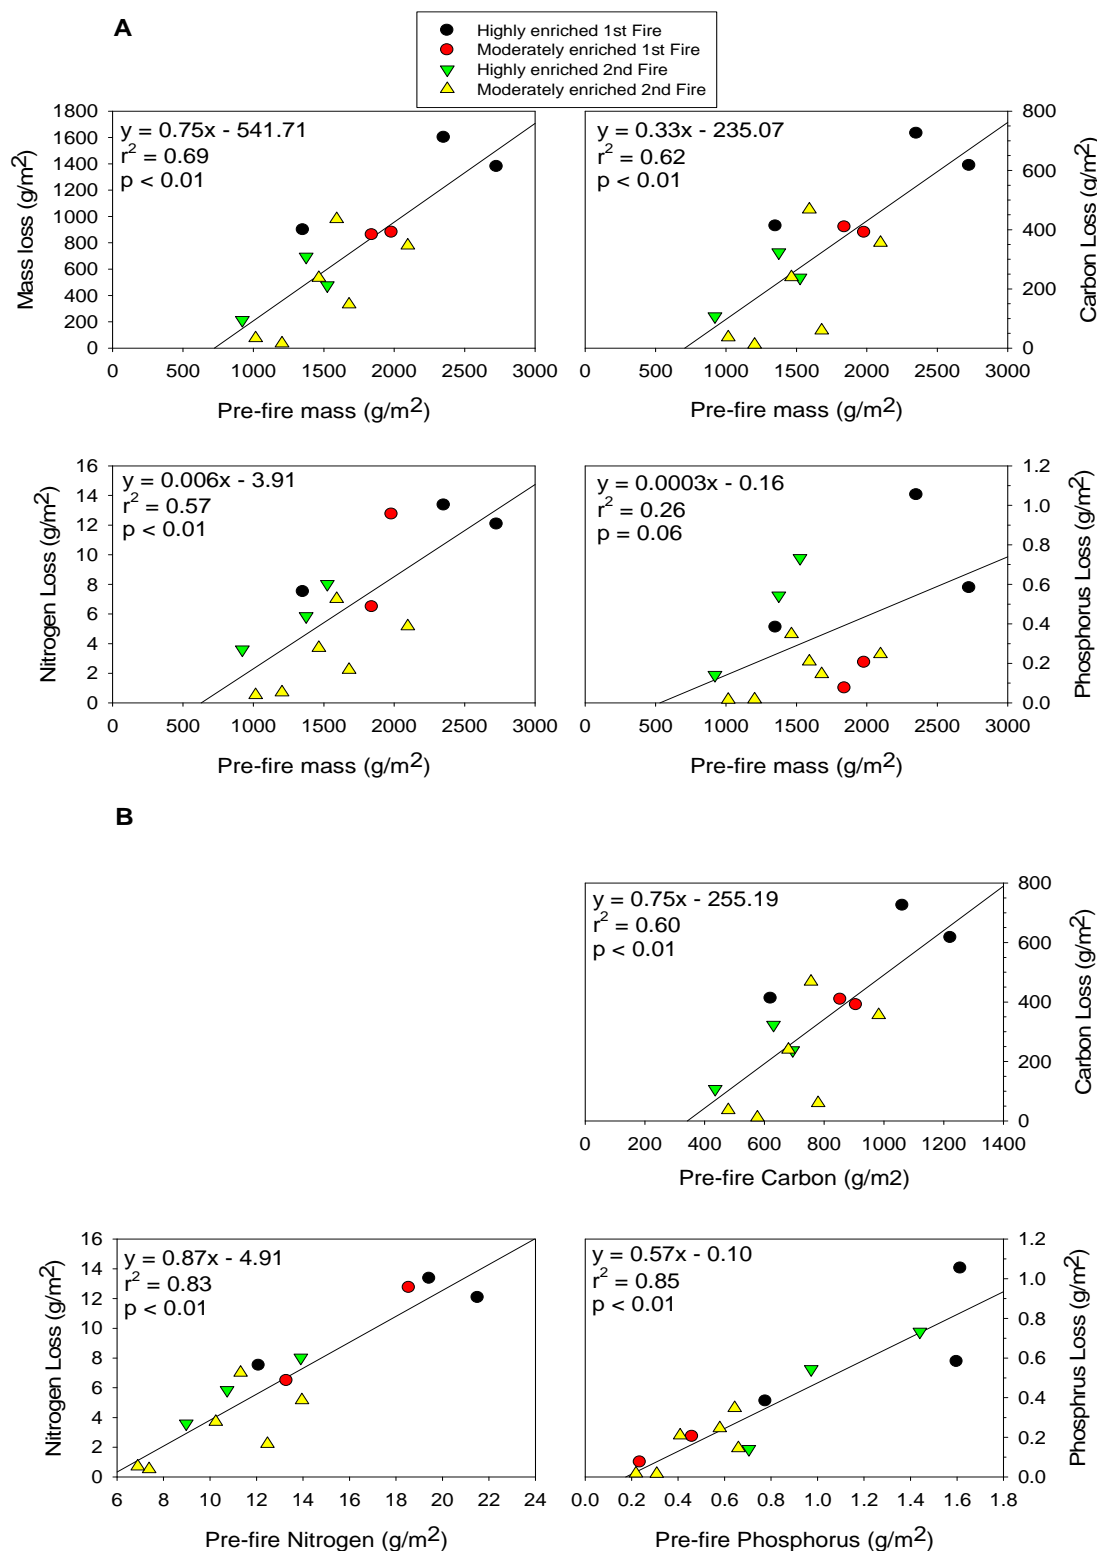 A
Highly enriched 1st Fire
Moderately enriched 1st Fire
Highly enriched 2nd Fire
Moderately enriched 2nd Fire
y = 0.75x - 541.71
r² = 0.69
p < 0.01
Mass loss (g/m²)
0 200 400 600 800 1000 1200 1400 1600 1800
0 500 1000 1500 2000 2500 3000
Pre-fire mass (g/m²)
y = 0.33x - 235.07
r² = 0.62
p < 0.01
Carbon Loss (g/m²)
0 200 400 600 800
0 500 1000 1500 2000 2500 3000
Pre-fire mass (g/m²)
y = 0.006x - 3.91
r² = 0.57
p < 0.01
Nitrogen Loss (g/m²)
0 2 4 6 8 10 12 14 16
0 500 1000 1500 2000 2500 3000
Pre-fire mass (g/m²)
y = 0.0003x - 0.16
r² = 0.26
p = 0.06
Phosphorus Loss (g/m²)
0.0 0.2 0.4 0.6 0.8 1.0 1.2
0 500 1000 1500 2000 2500 3000
Pre-fire mass (g/m²)
B
y = 0.75x - 255.19
r² = 0.60
p < 0.01
Carbon Loss (g/m²)
0 200 400 600 800
0 200 400 600 800 1000 1200 1400
Pre-fire Carbon (g/m2)
y = 0.87x - 4.91
r² = 0.83
p < 0.01
Nitrogen Loss (g/m²)
0 2 4 6 8 10 12 14 16
6 8 10 12 14 16 18 20 22 24
Pre-fire Nitrogen (g/m²)
y = 0.57x - 0.10
r² = 0.85
p < 0.01
Phosphrus Loss (g/m²)
0.0 0.2 0.4 0.6 0.8 1.0 1.2
0.0 0.2 0.4 0.6 0.8 1.0 1.2 1.4 1.6 1.8
Pre-fire Phosphorus (g/m²)